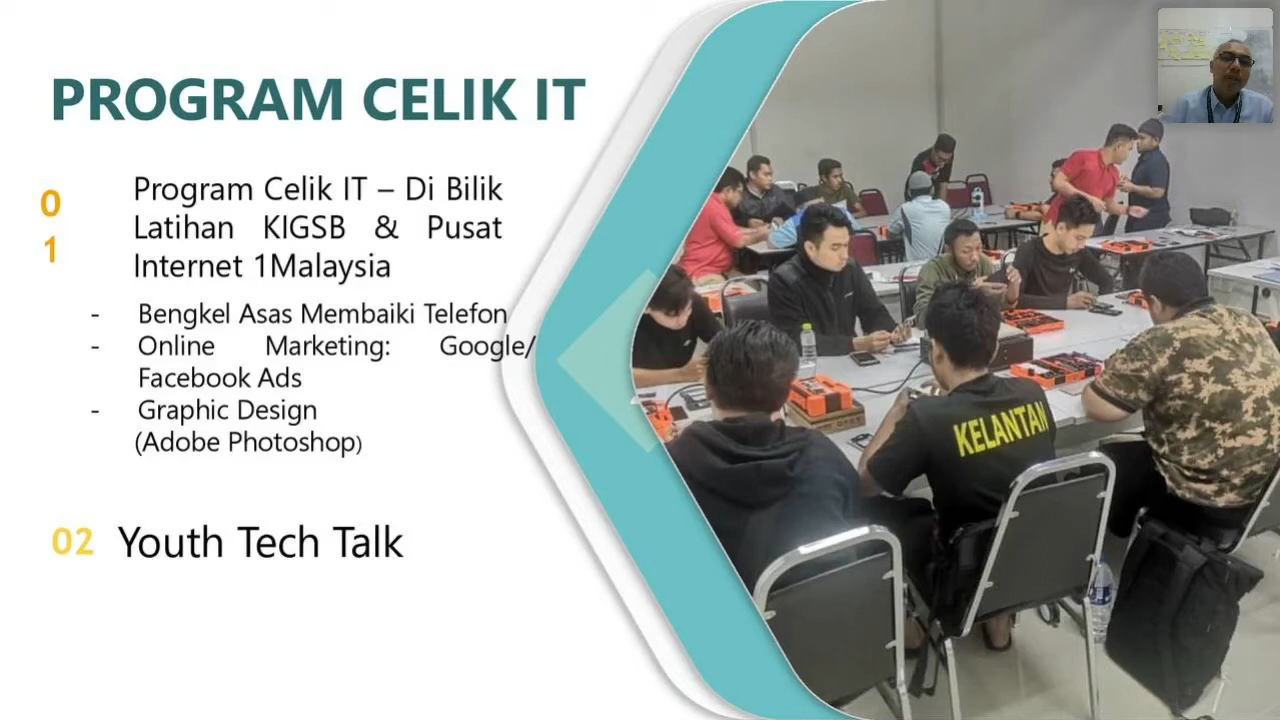 PROGRAM CELIK IT
0
1
Program Celik IT – Di Bilik
Latihan KIGSB & Pusat
Internet 1Malaysia
- Bengkel Asas Membaiki Telefon
- Online Marketing: Google/
Facebook Ads
- Graphic Design
(Adobe Photoshop)
02 Youth Tech Talk
KELANTAN